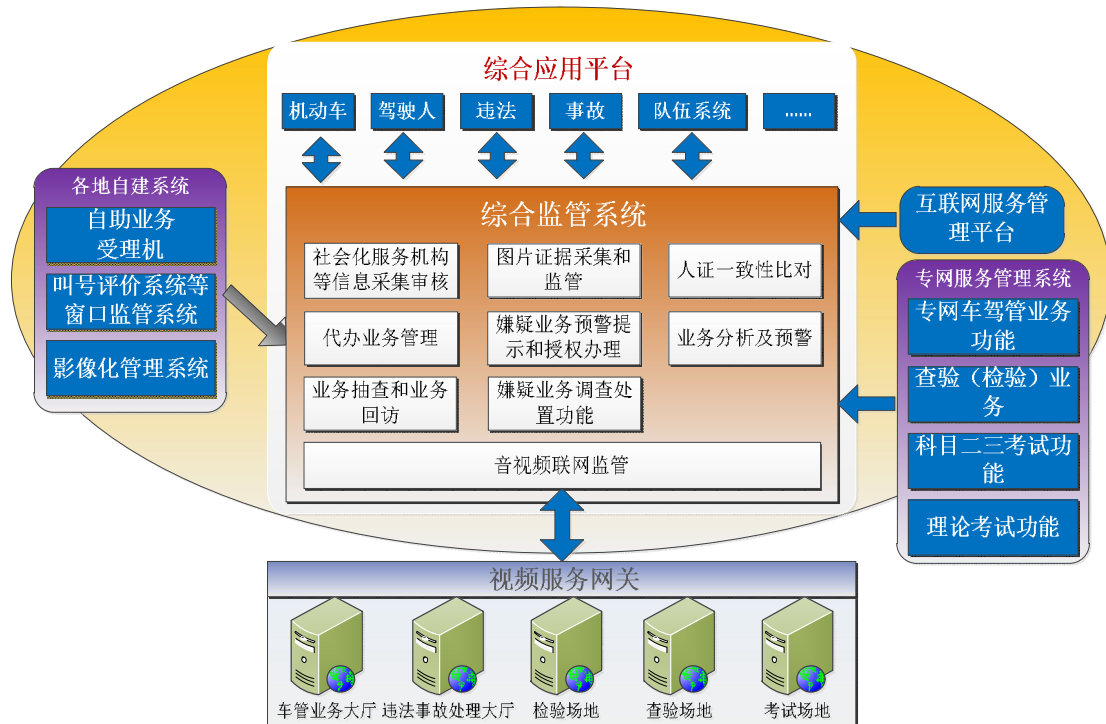 综合应用平台
机动车
驾驶人
违法
事故
队伍系统
......
各地自建系统
自助业务
受理机
叫号评价系统等
窗口监管系统
影像化管理系统
综合监管系统
社会化服务机构
等信息采集审核
图片证据采集和
监管
人证一致性比对
代办业务管理
嫌疑业务预警提
示和授权办理
业务分析及预警
业务抽查和业务
回访
嫌疑业务调查处
置功能
音视频联网监管
互联网服务管
理平台
专网服务管理系统
专网车驾管业务
功能
查验（检验）业
务
科目二三考试功
能
理论考试功能
视频服务网关
车管业务大厅
违法事故处理大厅
检验场地
查验场地
考试场地